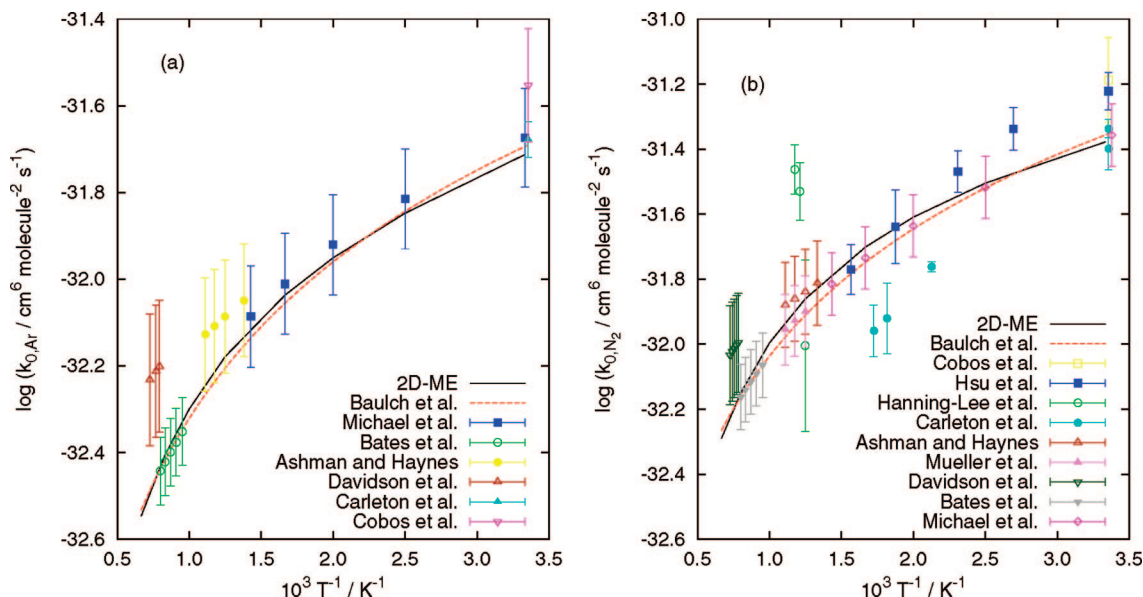 -31.4
-31.6
-31.8
-32.0
-32.2
-32.4
-32.6
log (k0,Ar / cm6 molecule-2 s-1)
(a)
2D-ME
Baulch et al.
Michael et al.
Bates et al.
Ashman and Haynes
Davidson et al.
Carleton et al.
Cobos et al.
0.5 1.0 1.5 2.0 2.5 3.0 3.5
10³ T⁻¹ / K⁻¹
-31.0
-31.2
-31.4
-31.6
-31.8
-32.0
-32.2
-32.4
-32.6
log (k0,N2 / cm6 molecule-2 s-1)
(b)
2D-ME
Baulch et al.
Cobos et al.
Hsu et al.
Hanning-Lee et al.
Carleton et al.
Ashman and Haynes
Mueller et al.
Davidson et al.
Bates et al.
Michael et al.
0.5 1.0 1.5 2.0 2.5 3.0 3.5
10³ T⁻¹ / K⁻¹